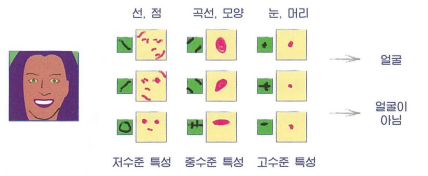 선, 점
곡선, 모양
눈, 머리
얼굴
얼굴이
아님
저수준 특성
중수준 특성
고수준 특성